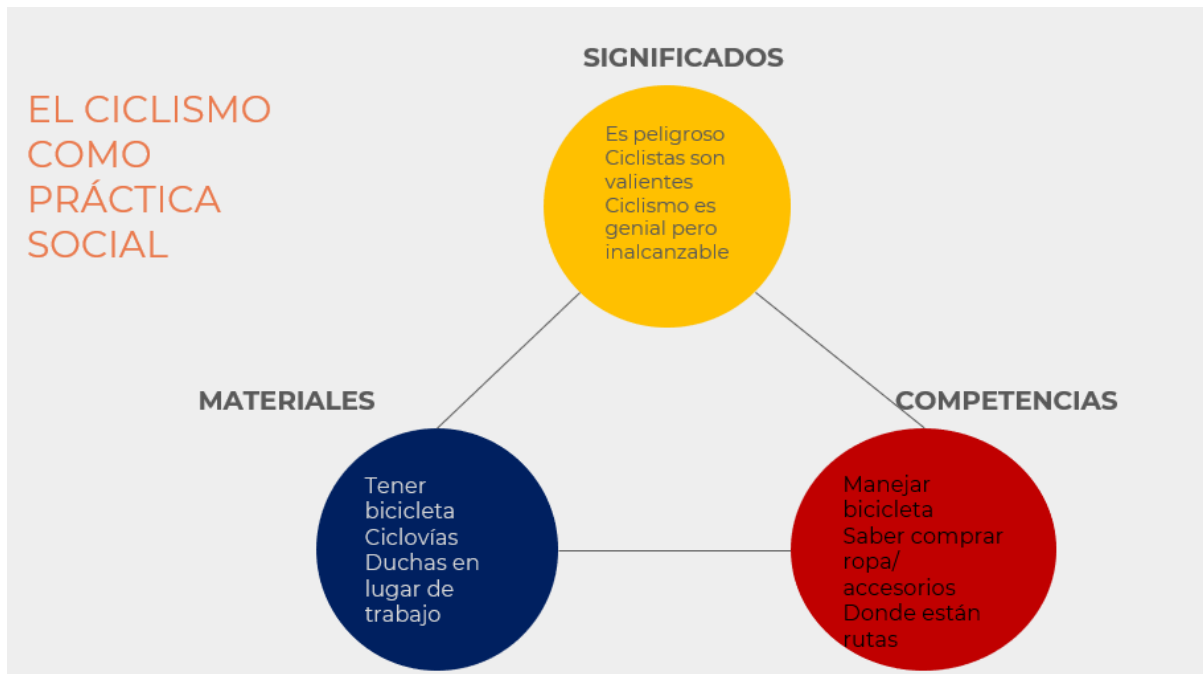 EL CICLISMO
COMO
PRÁCTICA
SOCIAL
SIGNIFICADOS
Es peligroso
Ciclistas son
valientes
Ciclismo es
genial pero
inalcanzable
MATERIALES
Tener
bicicleta
Ciclovías
Duchas en
lugar de
trabajo
COMPETENCIAS
Manejar
bicicleta
Saber comprar
ropa/
accesorios
Donde están
rutas